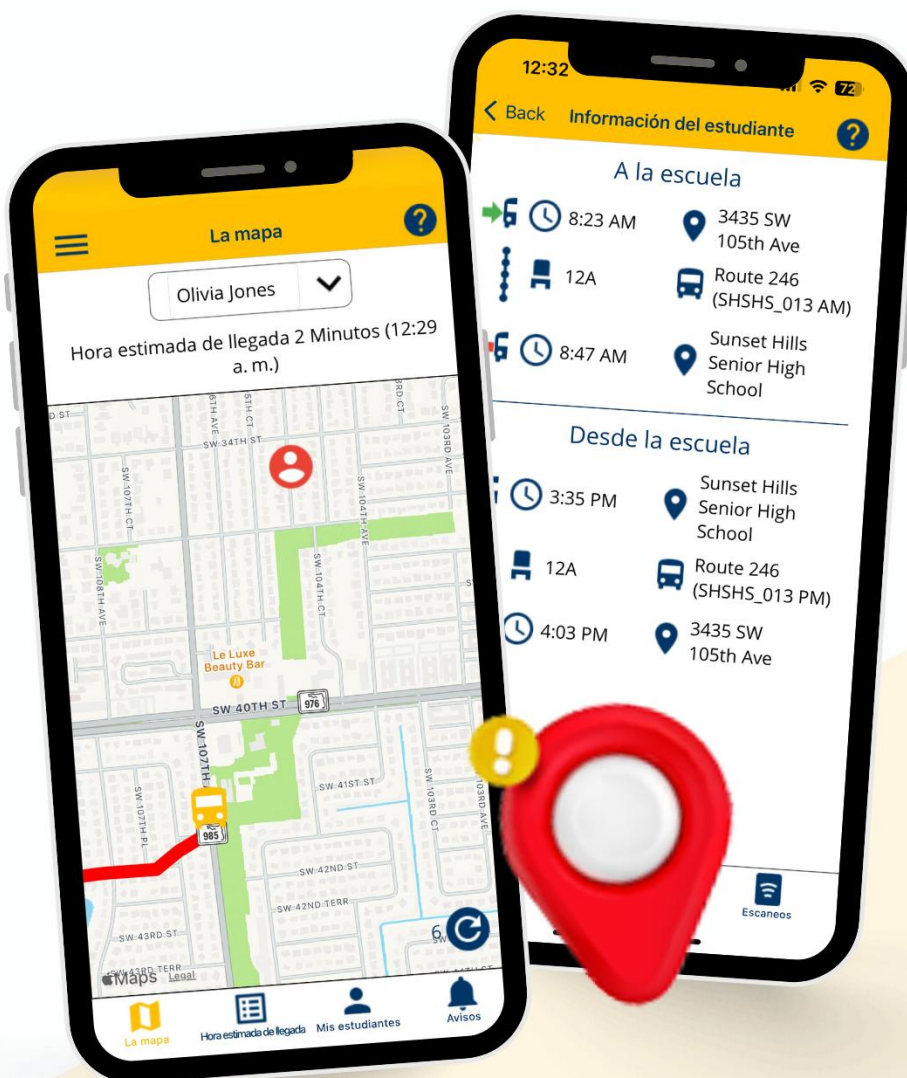 La mapa
Olivia Jones
Hora estimada de llegada 2 Minutos (12:29
a. m.)
SW 34TH ST
SW 107TH CT
SW 108TH AVE
SW 104TH AVE
SW 103RD AVE
SW 104TH CT
Le Luxe
Beauty Bar
SW 40TH ST
976
SW 107TH
985
SW 107TH PL
SW 41ST ST
SW 103RD CT
SW 42ND ST
SW 42ND TERR
SW 43RD ST
SW 43RD TERR
6
Maps
Legal
La mapa
Hora estimada de llegada
Mis estudiantes
Avisos
12:32
72
Back
Información del estudiante
A la escuela
8:23 AM
3435 SW
105th Ave
12A
Route 246
(SHSHS_013 AM)
8:47 AM
Sunset Hills
Senior High
School
Desde la escuela
3:35 PM
Sunset Hills
Senior High
School
12A
Route 246
(SHSHS_013 PM)
4:03 PM
3435 SW
105th Ave
Escaneos